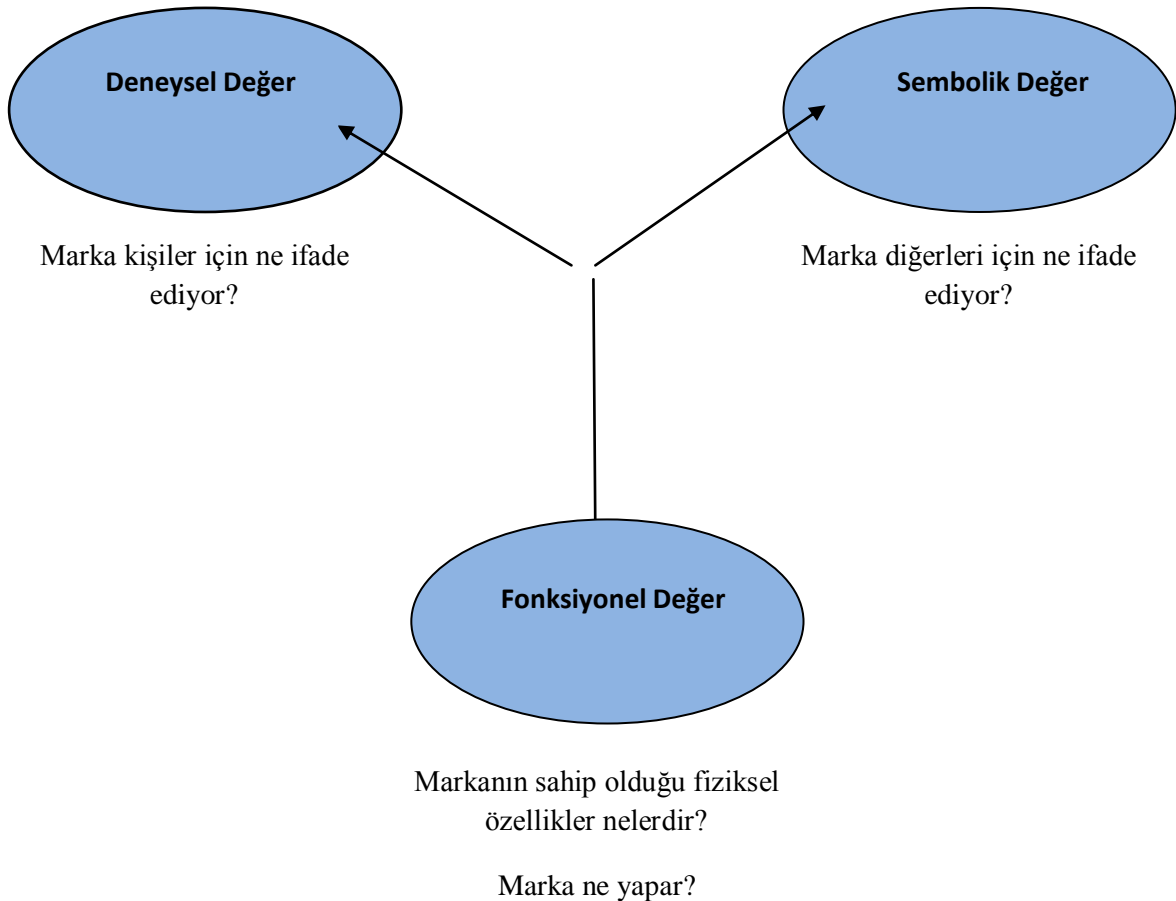 Deneysel Değer
Sembolik Değer
Marka kişiler için ne ifade
ediyor?
Marka diğerleri için ne ifade
ediyor?
Fonksiyonel Değer
Markanın sahip olduğu fiziksel
özellikler nelerdir?
Marka ne yapar?